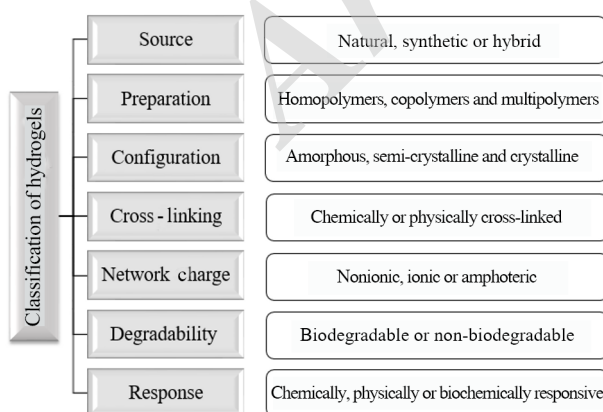 Classification of hydrogels
Source
Natural, synthetic or hybrid
Preparation
Homopolymers, copolymers and multipolymers
Configuration
Amorphous, semi-crystalline and crystalline
Cross-linking
Chemically or physically cross-linked
Network charge
Nonionic, ionic or amphoteric
Degradability
Biodegradable or non-biodegradable
Response
Chemically, physically or biochemically responsive